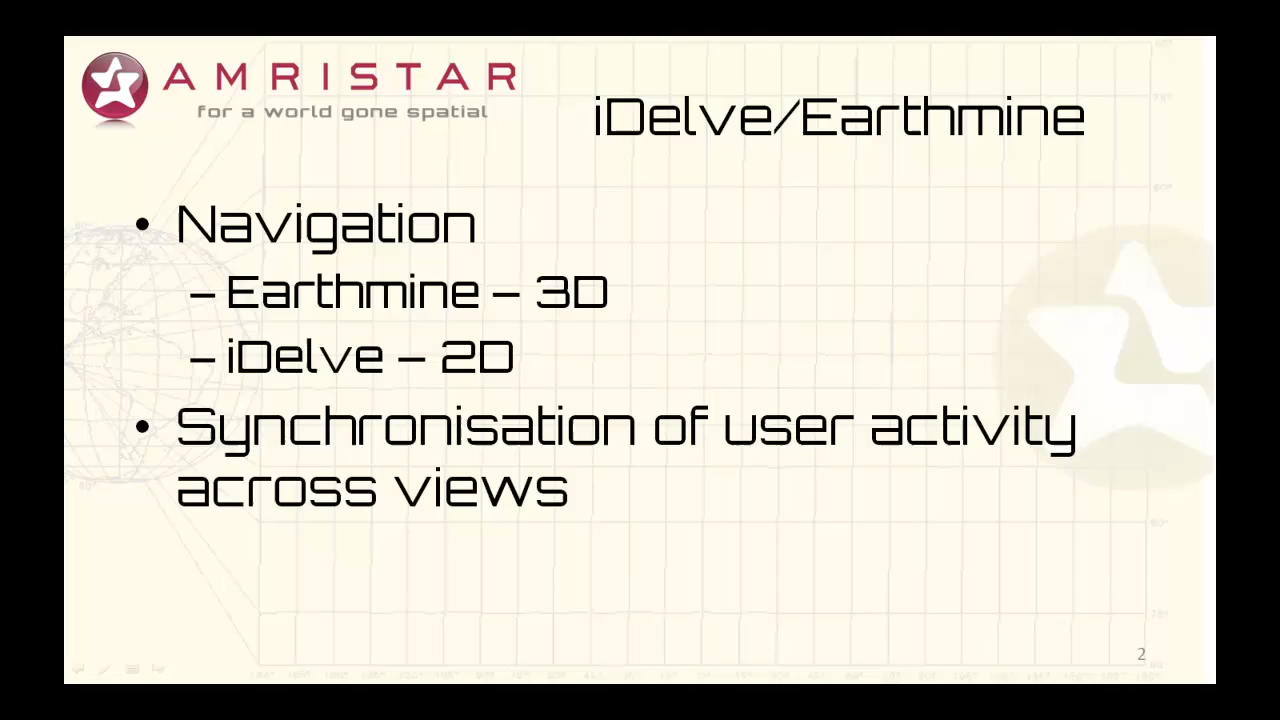 AMRISTAR
for a world gone spatial
iDelve/Earthmine
• Navigation
– Earthmine – 3D
– iDelve – 2D
• Synchronisation of user activity
across views
2